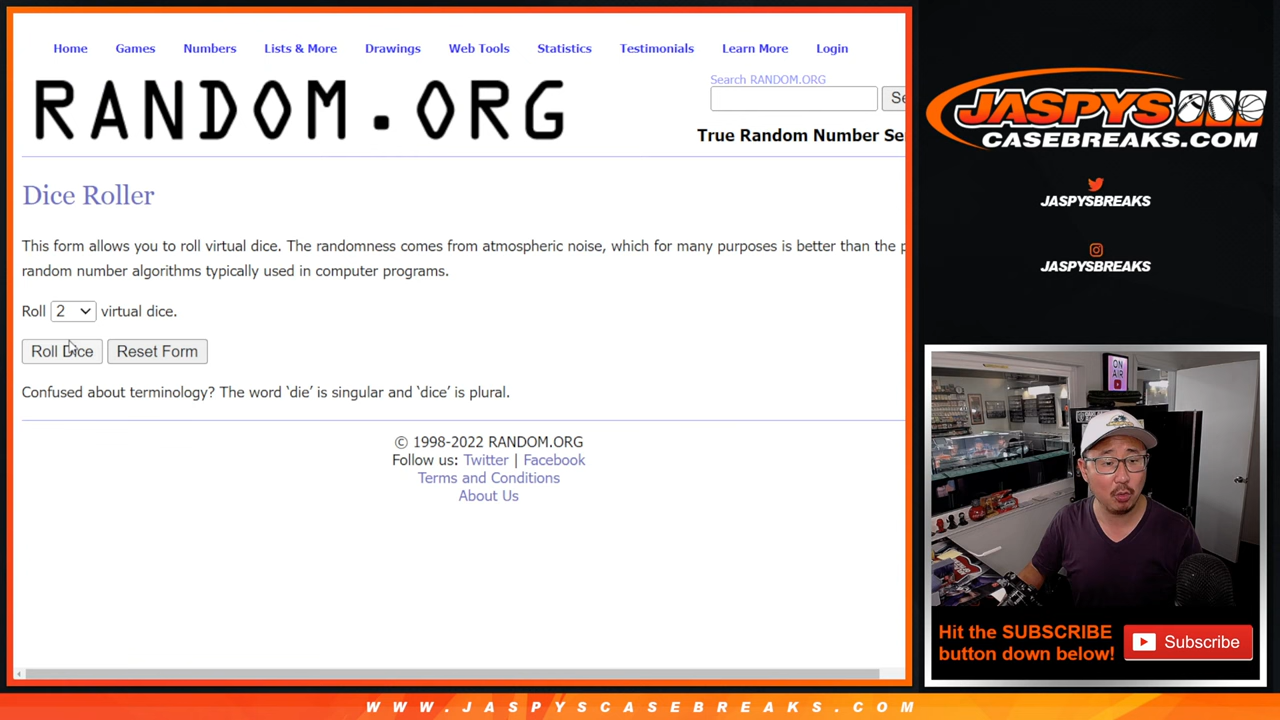 Home Games Numbers Lists & More Drawings Web Tools Statistics Testimonials Learn More Login
RANDOM.ORG
Search RANDOM.ORG
Se
True Random Number Se
Dice Roller
This form allows you to roll virtual dice. The randomness comes from atmospheric noise, which for many purposes is better than the p
random number algorithms typically used in computer programs.
Roll 2 virtual dice.
Roll Dice Reset Form
Confused about terminology? The word ‘die’ is singular and ‘dice’ is plural.
© 1998-2022 RANDOM.ORG
Follow us: Twitter | Facebook
Terms and Conditions
About Us
JASPYS
CASEBREAKS.COM
JASPYSBREAKS
JASPYSBREAKS
ON
AIR
Hit the SUBSCRIBE
button down below!
Subscribe
WWW.JASPYSCASEBREAKS.COM